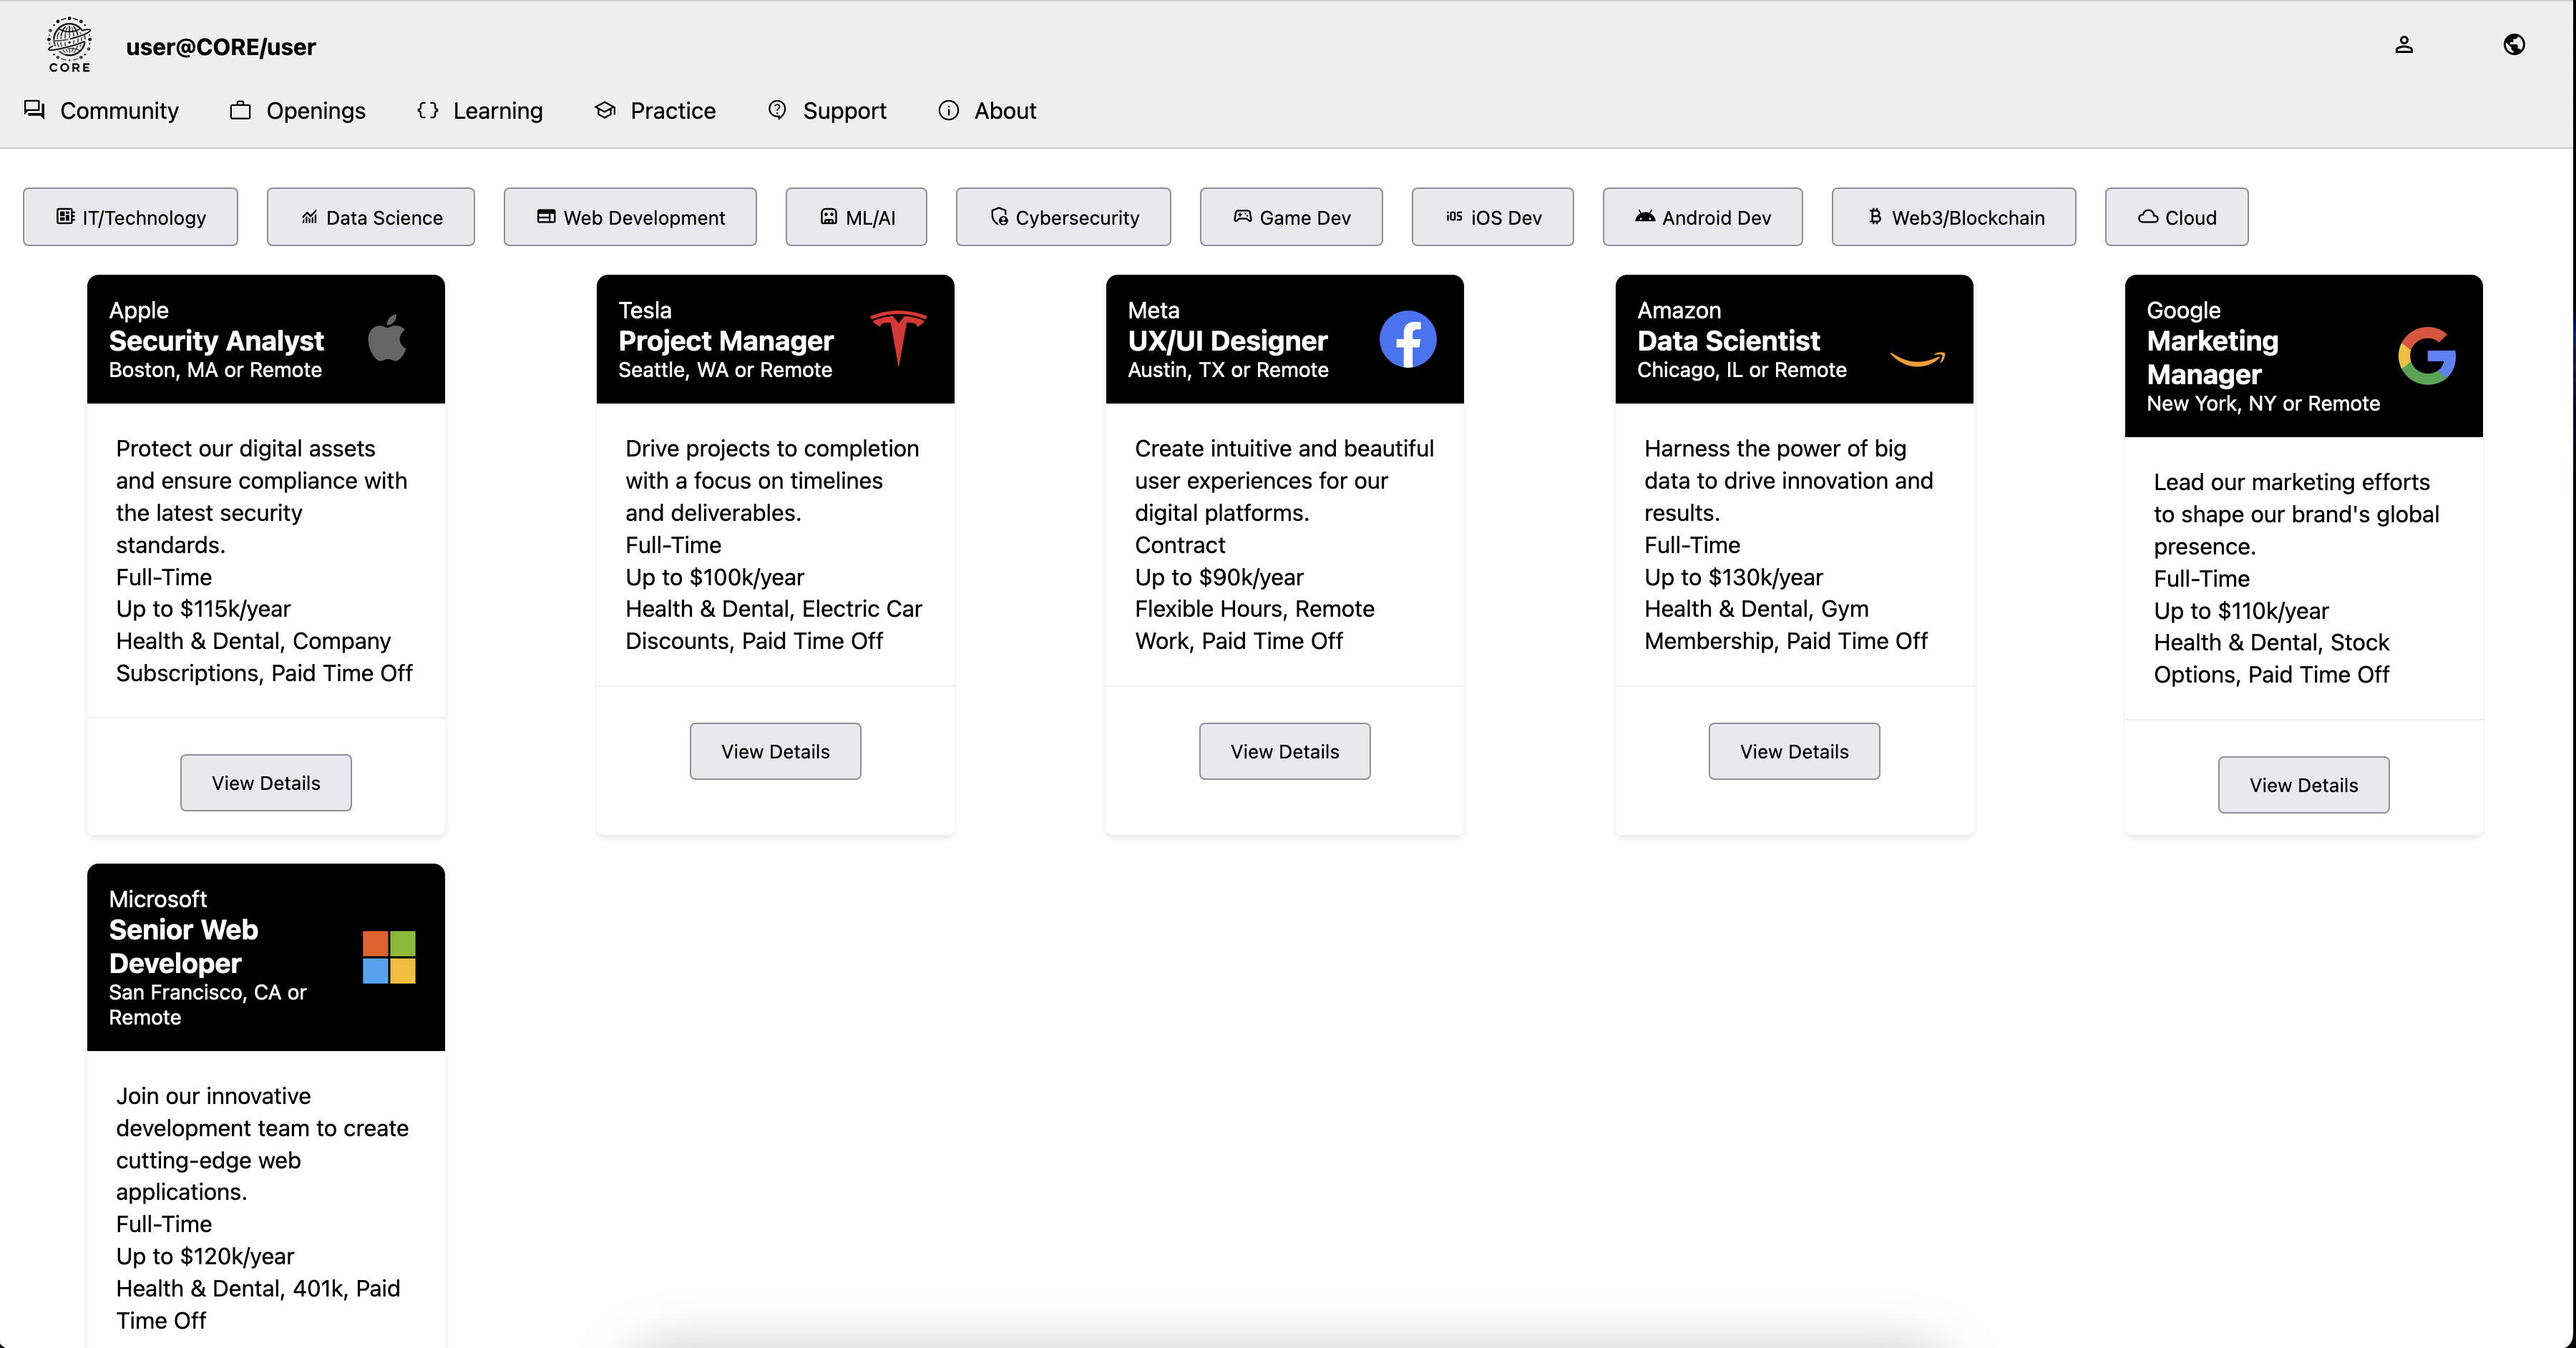 CORE
user@CORE/user
Community
Openings
Learning
Practice
Support
About
IT/Technology
Data Science
Web Development
ML/AI
Cybersecurity
Game Dev
iOS
iOS Dev
Android Dev
Web3/Blockchain
Cloud
Apple
Security Analyst
Boston, MA or Remote
Protect our digital assets
and ensure compliance with
the latest security
standards.
Full-Time
Up to $115k/year
Health & Dental, Company
Subscriptions, Paid Time Off
View Details
Tesla
Project Manager
Seattle, WA or Remote
Drive projects to completion
with a focus on timelines
and deliverables.
Full-Time
Up to $100k/year
Health & Dental, Electric Car
Discounts, Paid Time Off
View Details
Meta
UX/UI Designer
Austin, TX or Remote
Create intuitive and beautiful
user experiences for our
digital platforms.
Contract
Up to $90k/year
Flexible Hours, Remote
Work, Paid Time Off
View Details
Amazon
Data Scientist
Chicago, IL or Remote
Harness the power of big
data to drive innovation and
results.
Full-Time
Up to $130k/year
Health & Dental, Gym
Membership, Paid Time Off
View Details
Google
Marketing
Manager
New York, NY or Remote
Lead our marketing efforts
to shape our brand's global
presence.
Full-Time
Up to $110k/year
Health & Dental, Stock
Options, Paid Time Off
View Details
Microsoft
Senior Web
Developer
San Francisco, CA or
Remote
Join our innovative
development team to create
cutting-edge web
applications.
Full-Time
Up to $120k/year
Health & Dental, 401k, Paid
Time Off